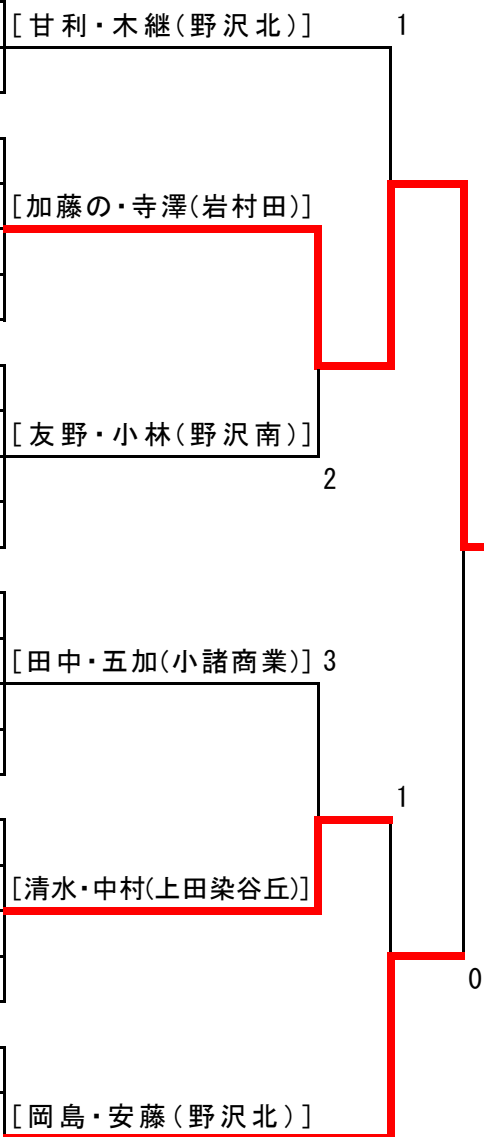 [甘利・木継(野沢北)] 1
[加藤の・寺澤(岩村田)]
[友野・小林(野沢南)]
2
[田中・五加(小諸商業)] 3
1
[清水・中村(上田染谷丘)]
0
[岡島・安藤(野沢北)]